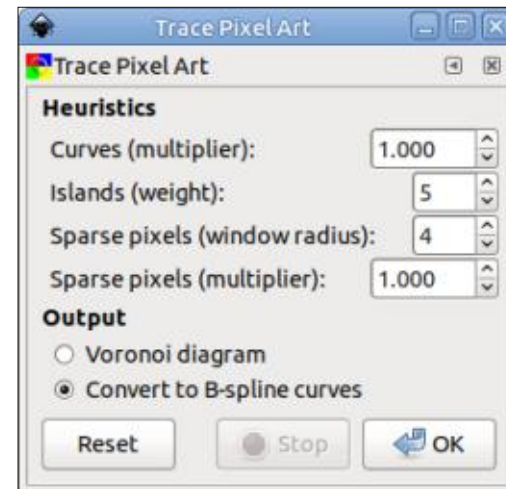 Trace Pixel Art
Trace Pixel Art
Heuristics
Curves (multiplier): 1.000
Islands (weight): 5
Sparse pixels (window radius): 4
Sparse pixels (multiplier): 1.000
Output
Voronoi diagram
Convert to B-spline curves
Reset Stop OK